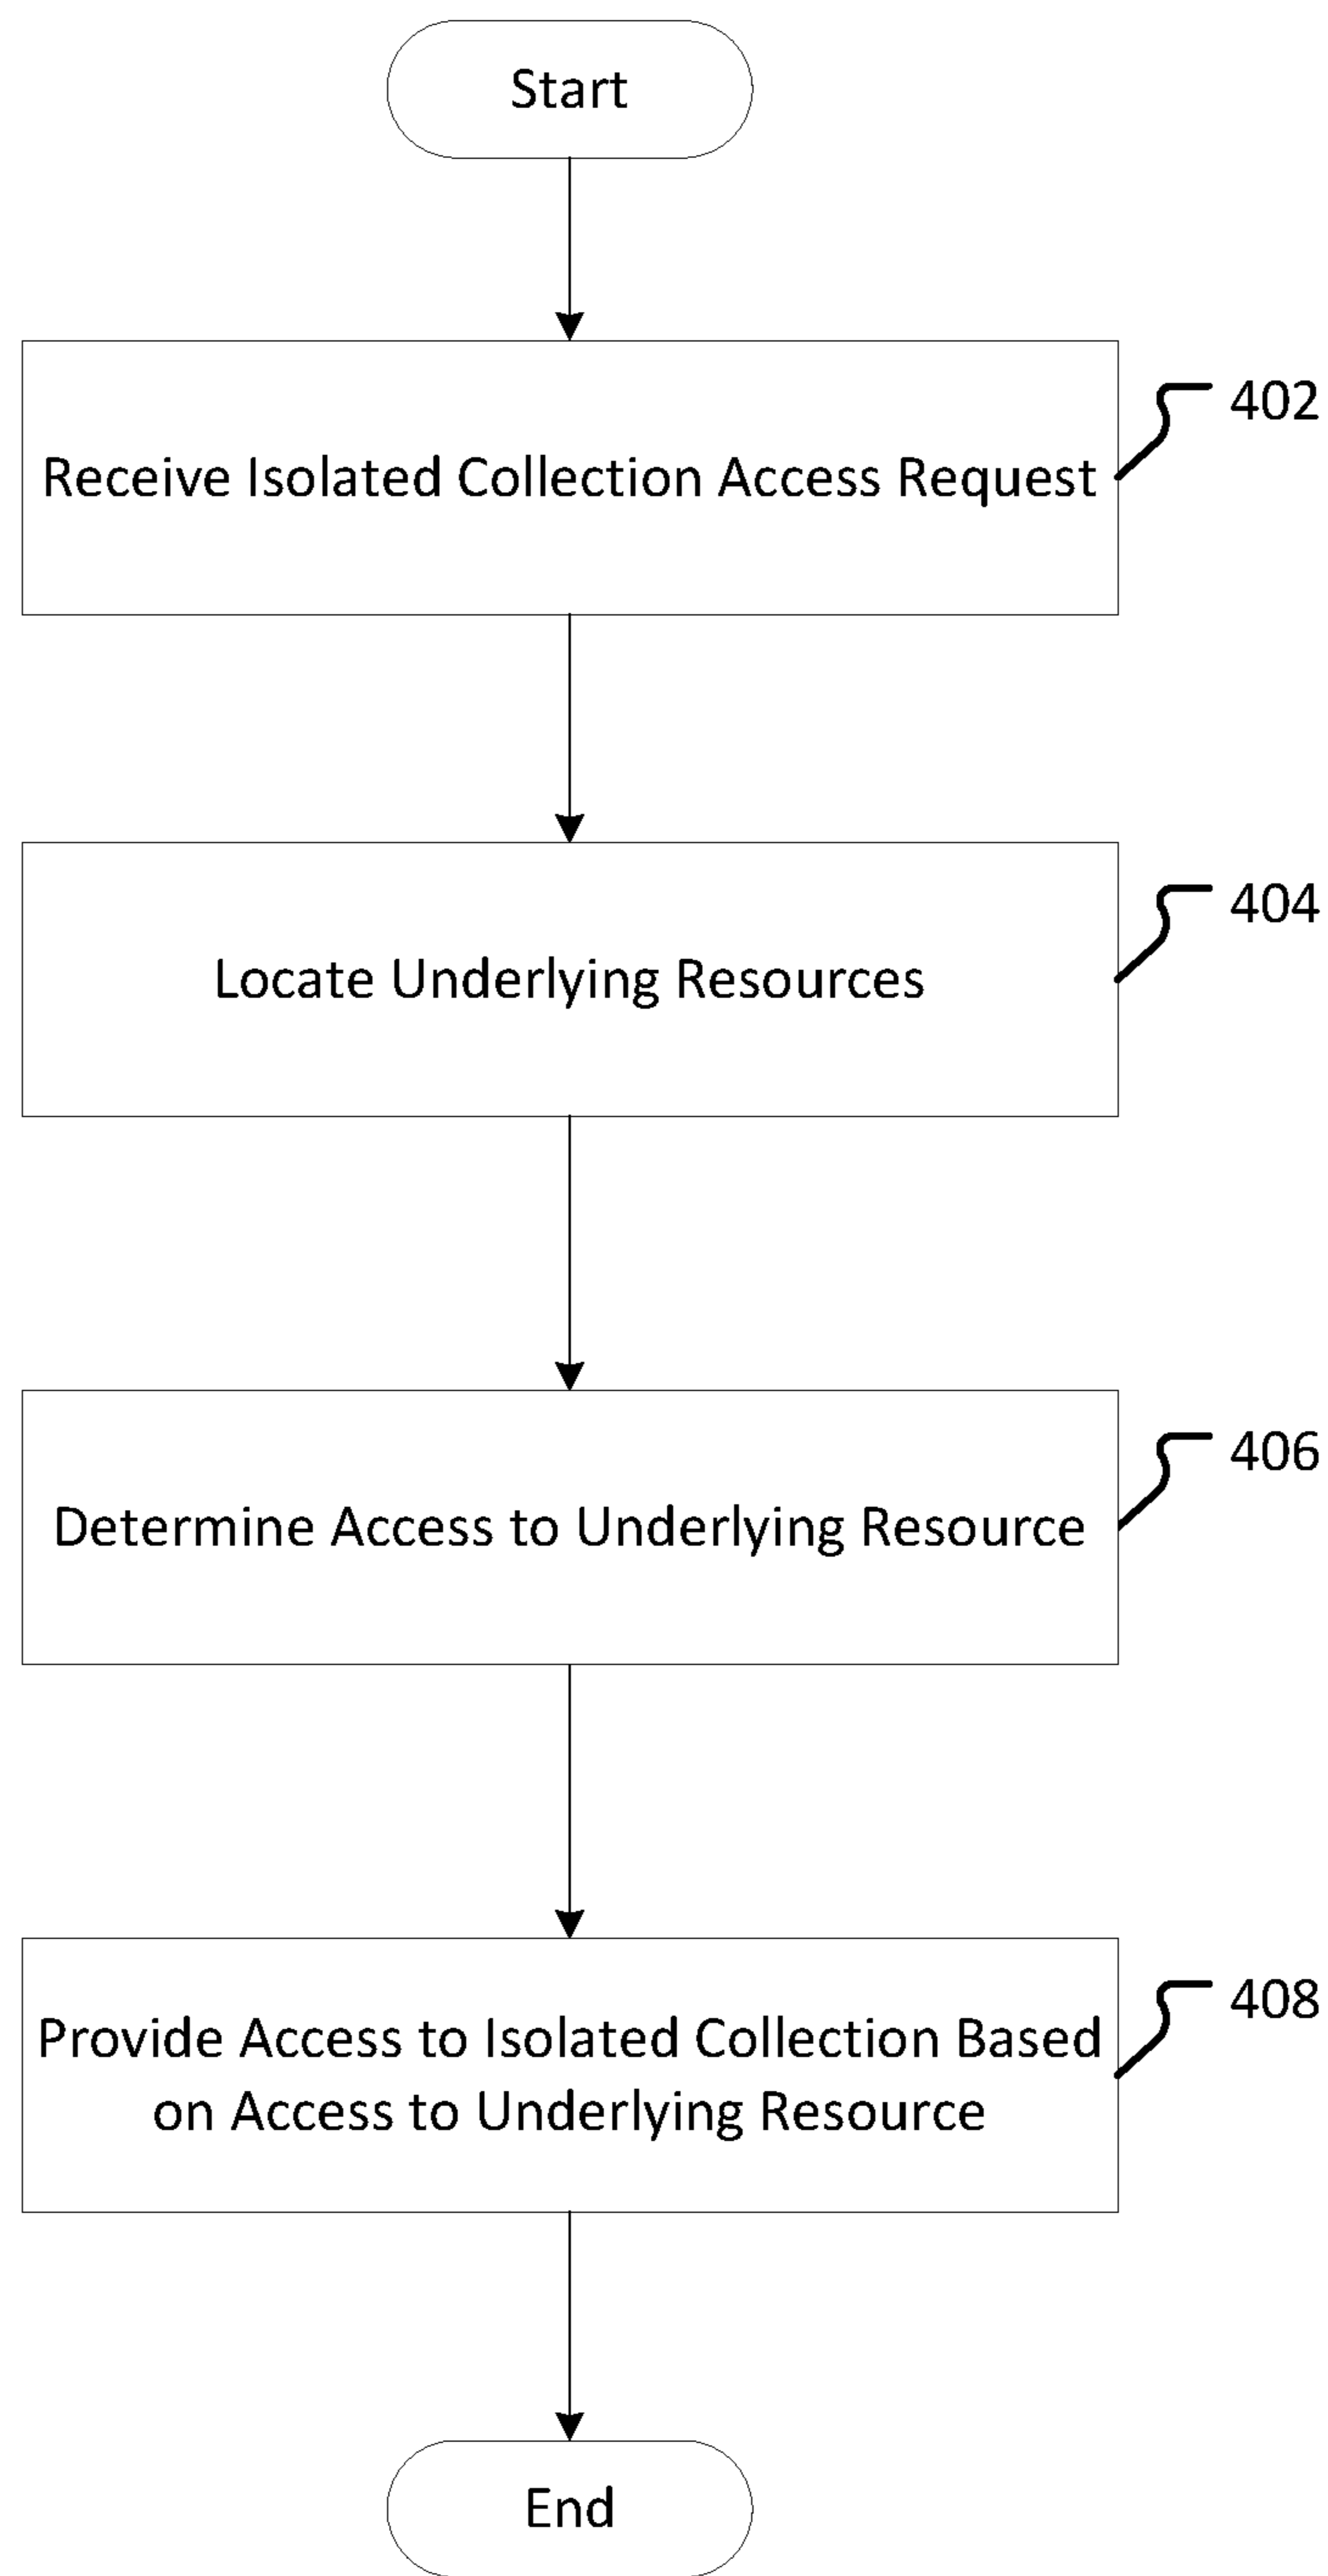 Start
Receive Isolated Collection Access Request
402
Locate Underlying Resources
404
Determine Access to Underlying Resource
406
Provide Access to Isolated Collection Based
on Access to Underlying Resource
408
End